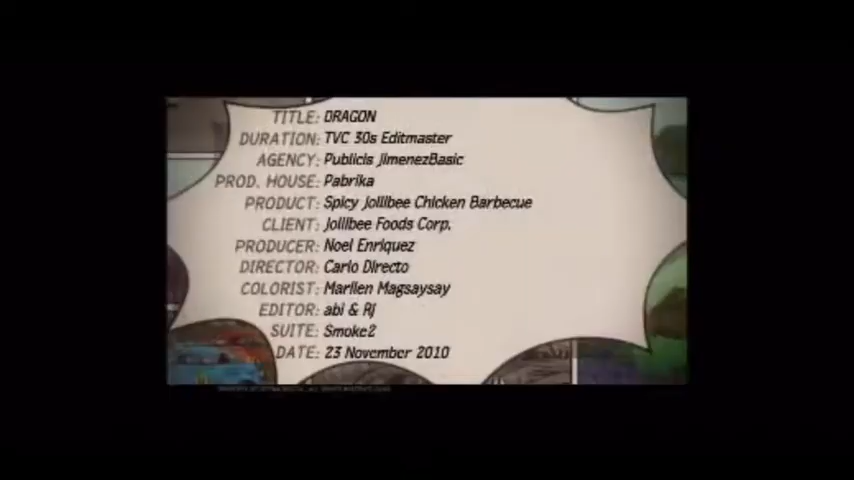 TITLE: DRAGON
DURATION: TVC 30s Editmaster
AGENCY: Publicis JimenezBasic
PROD. HOUSE: Pabrika
PRODUCT: Spicy Jollibee Chicken Barbecue
CLIENT: Jollibee Foods Corp.
PRODUCER: Noel Enriquez
DIRECTOR: Carlo Directo
COLORIST: Marilen Magsaysay
EDITOR: abi & Rj
SUITE: Smoke2
DATE: 23 November 2010